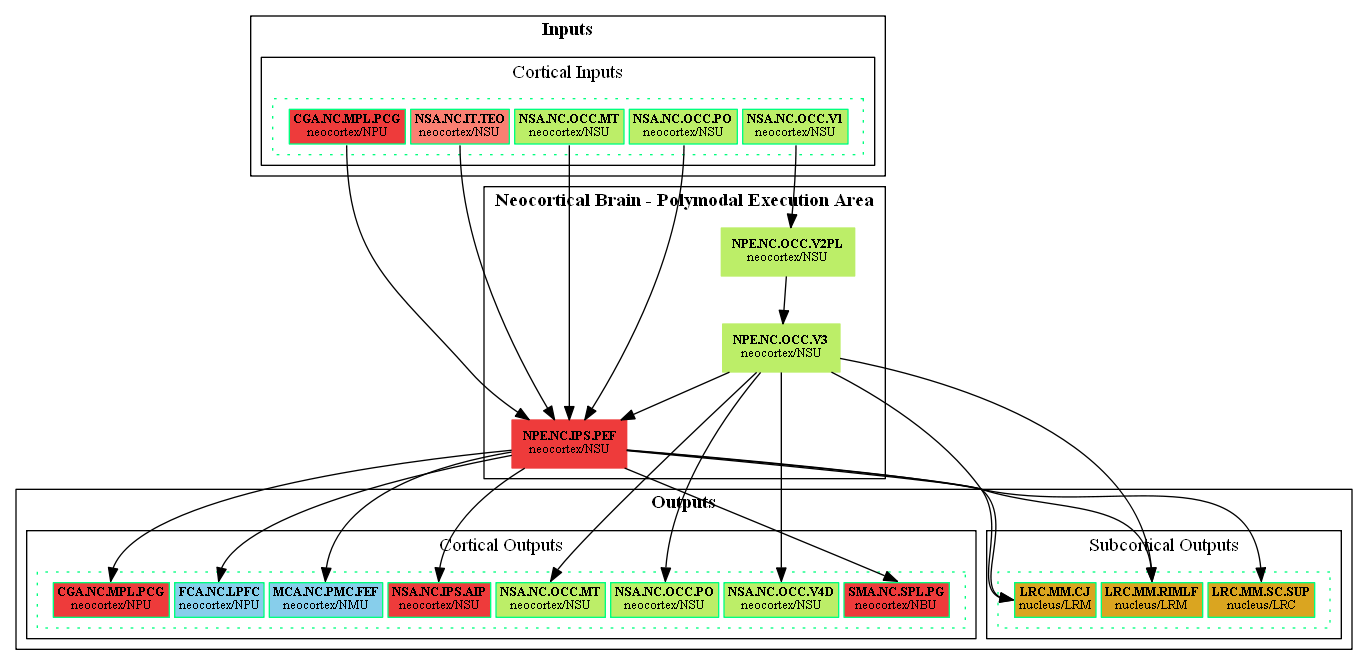 Inputs
Cortical Inputs
CGA.NC.MPL.PCG
neocortex/NPU
NSA.NC.IT.TEO
neocortex/NSU
NSA.NC.OCC.MT
neocortex/NSU
NSA.NC.OCC.PO
neocortex/NSU
NSA.NC.OCC.V1
neocortex/NSU
Neocortical Brain - Polymodal Execution Area
NPE.NC.OCC.V2PL
neocortex/NSU
NPE.NC.OCC.V3
neocortex/NSU
NPE.NC.IPS.PEF
neocortex/NSU
Outputs
Cortical Outputs
CGA.NC.MPL.PCG
neocortex/NPU
FCA.NC.LPFC
neocortex/NPU
MCA.NC.PMC.FEF
neocortex/NMU
NSA.NC.IPS.AIP
neocortex/NSU
NSA.NC.OCC.MT
neocortex/NSU
NSA.NC.OCC.PO
neocortex/NSU
NSA.NC.OCC.V4D
neocortex/NSU
SMA.NC.SPL.PG
neocortex/NBU
Subcortical Outputs
LRC.MM.CJ
nucleus/LRM
LRC.MM.RIMLF
nucleus/LRM
LRC.MM.SC.SUP
nucleus/LRC